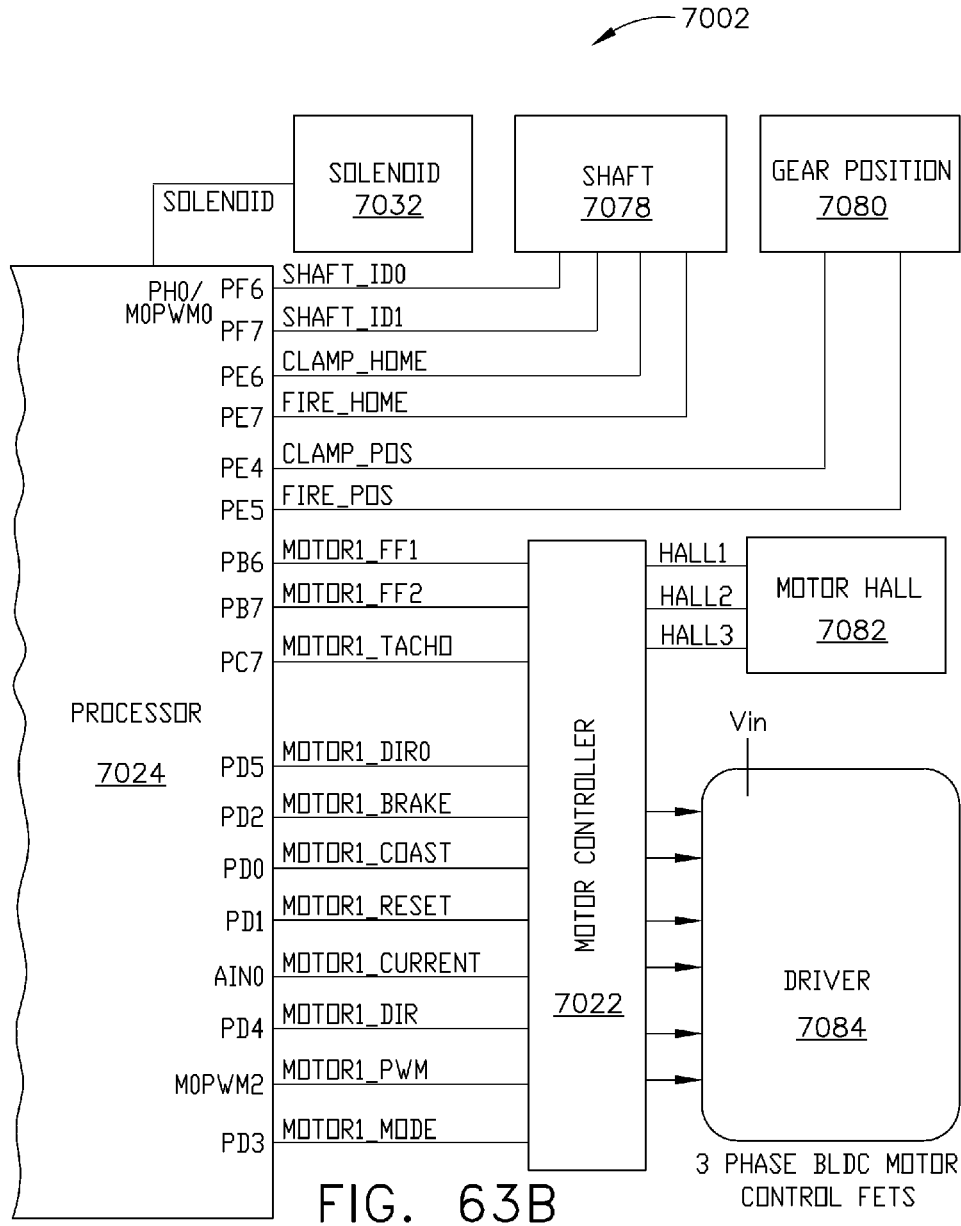 7002
SOLENOID
7032
SHAFT
7078
GEAR POSITION
7080
SOLENOID
PH0/
M0PWM0
PF6 SHAFT_ID0
PF7 SHAFT_ID1
PE6 CLAMP_HOME
PE7 FIRE_HOME
PE4 CLAMP_POS
PE5 FIRE_POS
PB6 MOTOR1_FF1
PB7 MOTOR1_FF2
PC7 MOTOR1_TACHO
HALL1
HALL2
HALL3
MOTOR HALL
7082
PROCESSOR
7024
PD5 MOTOR1_DIRO
PD2 MOTOR1_BRAKE
PD0 MOTOR1_COAST
PD1 MOTOR1_RESET
AIN0 MOTOR1_CURRENT
PD4 MOTOR1_DIR
M0PWM2 MOTOR1_PWM
PD3 MOTOR1_MODE
MOTOR CONTROLLER
7022
Vin
DRIVER
7084
3 PHASE BLDC MOTOR
CONTROL FETS
FIG. 63B